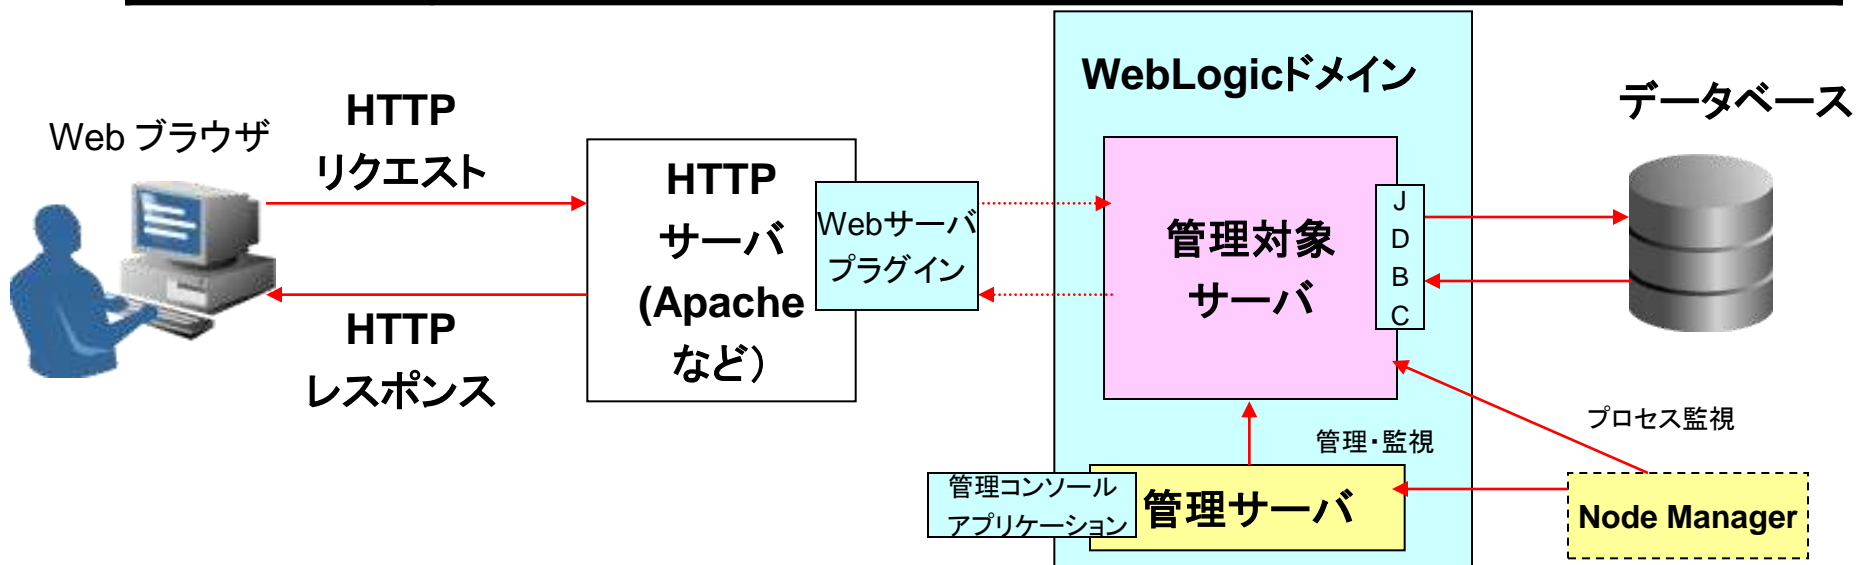 WebLogicドメイン
データベース
HTTP
リクエスト
Web ブラウザ
HTTP
サーバ
(Apache
など）
Webサーバ
プラグイン
管理対象
サーバ
J
D
B
C
HTTP
レスポンス
プロセス監視
管理・監視
管理コンソール
アプリケーション
管理サーバ
Node Manager